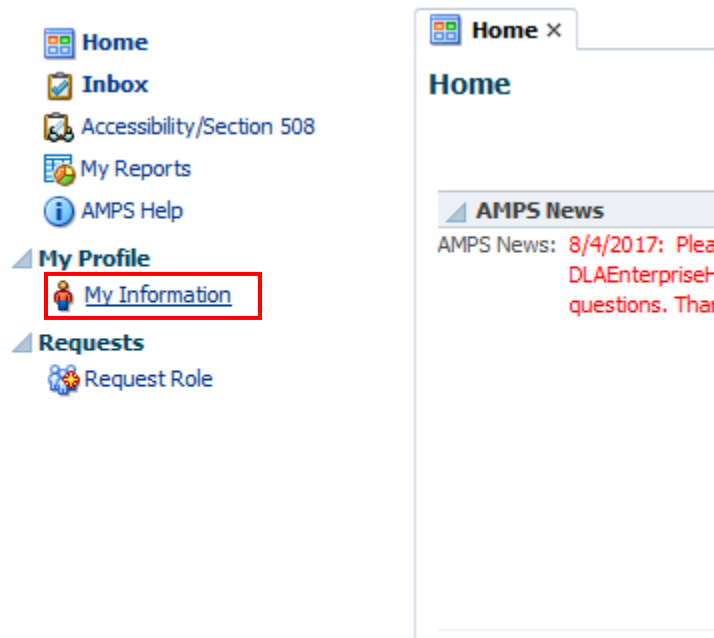 Home
Inbox
Accessibility/Section 508
My Reports
AMPS Help
My Profile
My Information
Requests
Request Role
Home
Home
AMPS News
AMPS News: 8/4/2017: Plea
DLAEnterpriseH
questions. Than